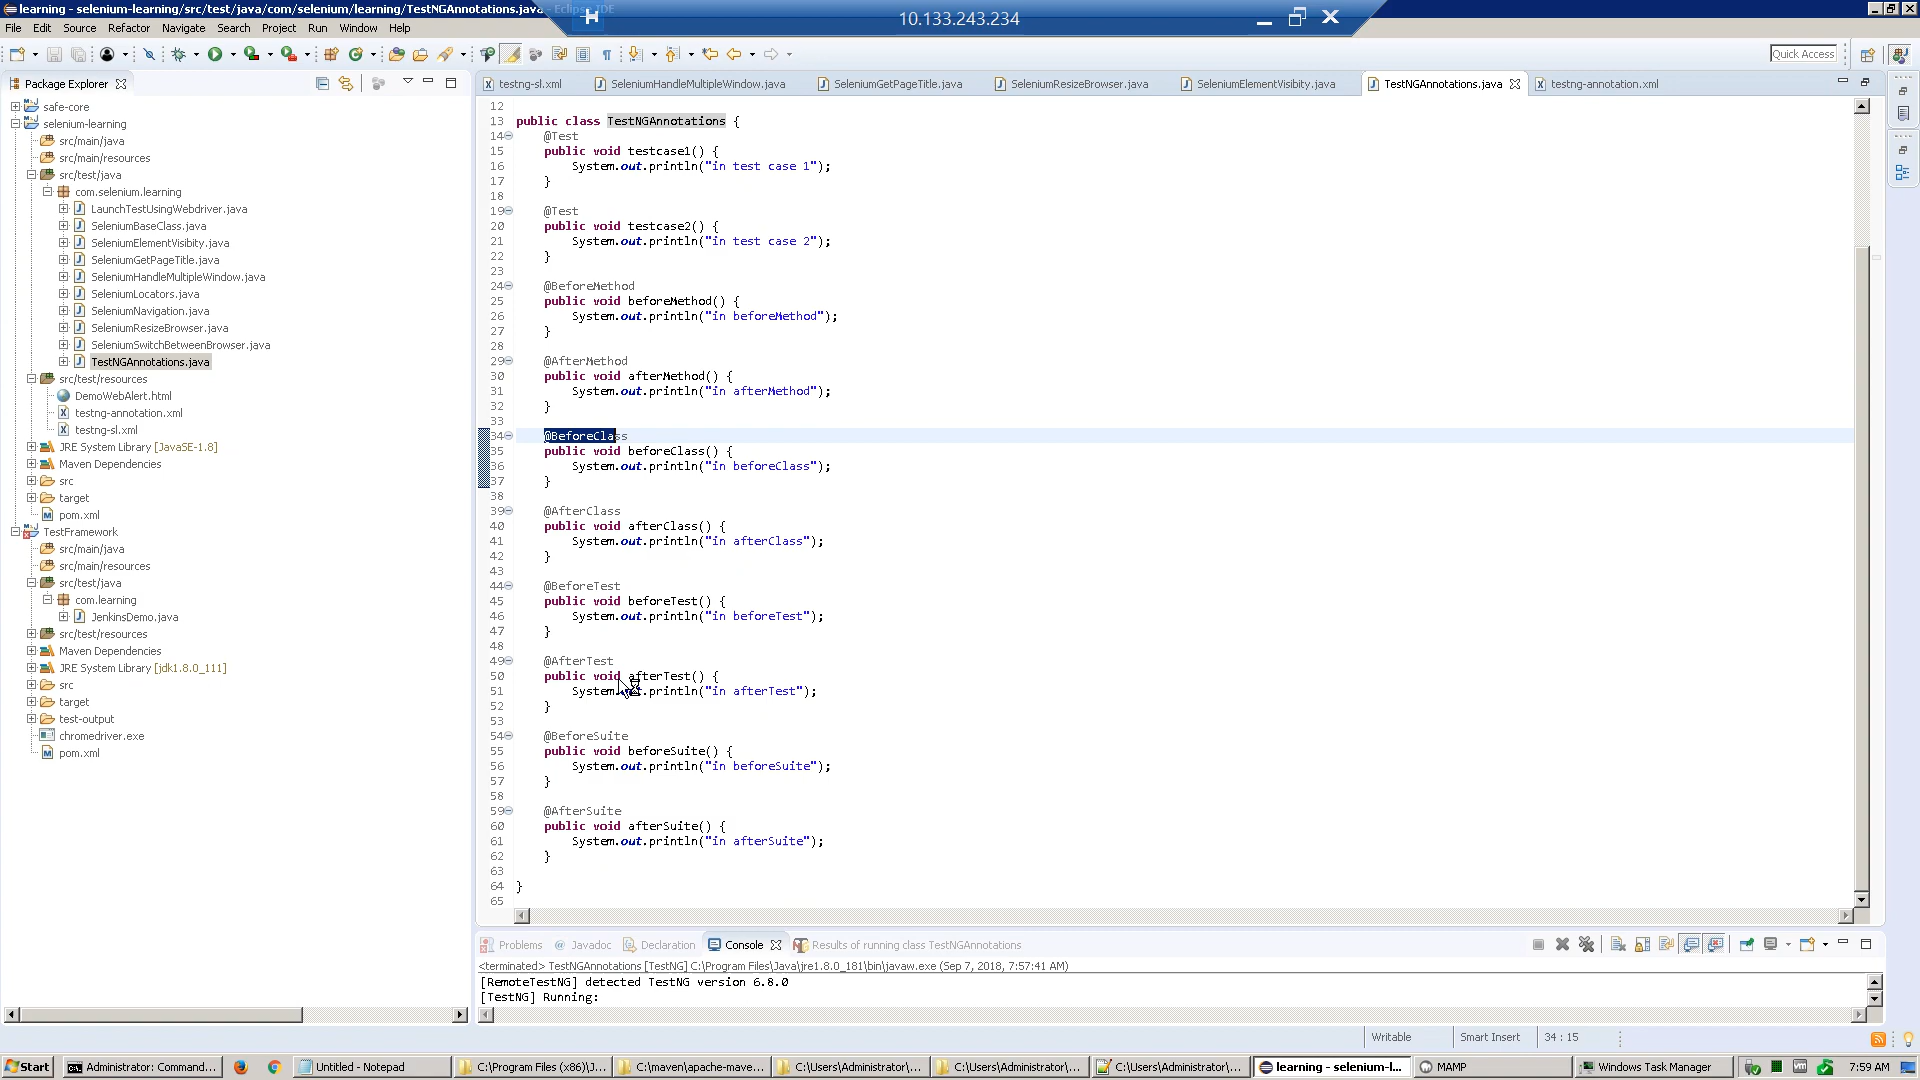 learning - selenium-learning/src/test/java/com/selenium/learning/TestNGAnnotations.java - Eclipse IDE
10.133.243.234
File Edit Source Refactor Navigate Search Project Run Window Help
Quick Access
Package Explorer
testng-sl.xml SeleniumHandleMultipleWindow.java SeleniumGetPageTitle.java SeleniumResizeBrowser.java SeleniumElementVisibity.java TestNGAnnotations.java testng-annotation.xml
safe-core
selenium-learning
src/main/java
src/main/resources
src/test/java
com.selenium.learning
LaunchTestUsingWebdriver.java
SeleniumBaseClass.java
SeleniumElementVisibity.java
SeleniumGetPageTitle.java
SeleniumHandleMultipleWindow.java
SeleniumLocators.java
SeleniumNavigation.java
SeleniumResizeBrowser.java
SeleniumSwitchBetweenBrowser.java
TestNGAnnotations.java
src/test/resources
DemoWebAlert.html
testng-annotation.xml
testng-sl.xml
JRE System Library [JavaSE-1.8]
Maven Dependencies
src
target
pom.xml
TestFramework
src/main/java
src/main/resources
src/test/java
com.learning
JenkinsDemo.java
src/test/resources
Maven Dependencies
JRE System Library [jdk1.8.0_111]
src
target
test-output
chromedriver.exe
pom.xml
12
13 public class TestNGAnnotations {
14 @Test
15 public void testcase1() {
16 System.out.println("in test case 1");
17 }
18
19 @Test
20 public void testcase2() {
21 System.out.println("in test case 2");
22 }
23
24 @BeforeMethod
25 public void beforeMethod() {
26 System.out.println("in beforeMethod");
27 }
28
29 @AfterMethod
30 public void afterMethod() {
31 System.out.println("in afterMethod");
32 }
33
34 @BeforeClass
35 public void beforeClass() {
36 System.out.println("in beforeClass");
37 }
38
39 @AfterClass
40 public void afterClass() {
41 System.out.println("in afterClass");
42 }
43
44 @BeforeTest
45 public void beforeTest() {
46 System.out.println("in beforeTest");
47 }
48
49 @AfterTest
50 public void afterTest() {
51 System.out.println("in afterTest");
52 }
53
54 @BeforeSuite
55 public void beforeSuite() {
56 System.out.println("in beforeSuite");
57 }
58
59 @AfterSuite
60 public void afterSuite() {
61 System.out.println("in afterSuite");
62 }
63
64 }
65
Problems Javadoc Declaration Console Results of running class TestNGAnnotations
<terminated> TestNGAnnotations [TestNG] C:\Program Files\Java\jre1.8.0_181\bin\javaw.exe (Sep 7, 2018, 7:57:41 AM)
[RemoteTestNG] detected TestNG version 6.8.0
[TestNG] Running:
Writable Smart Insert 34 : 15
Start Administrator: Command... Untitled - Notepad C:\Program Files (x86)\J... C:\maven\apache-mave... C:\Users\Administrator\... C:\Users\Administrator\... C:\Users\Administrator\... learning - selenium-l... MAMP Windows Task Manager 7:59 AM